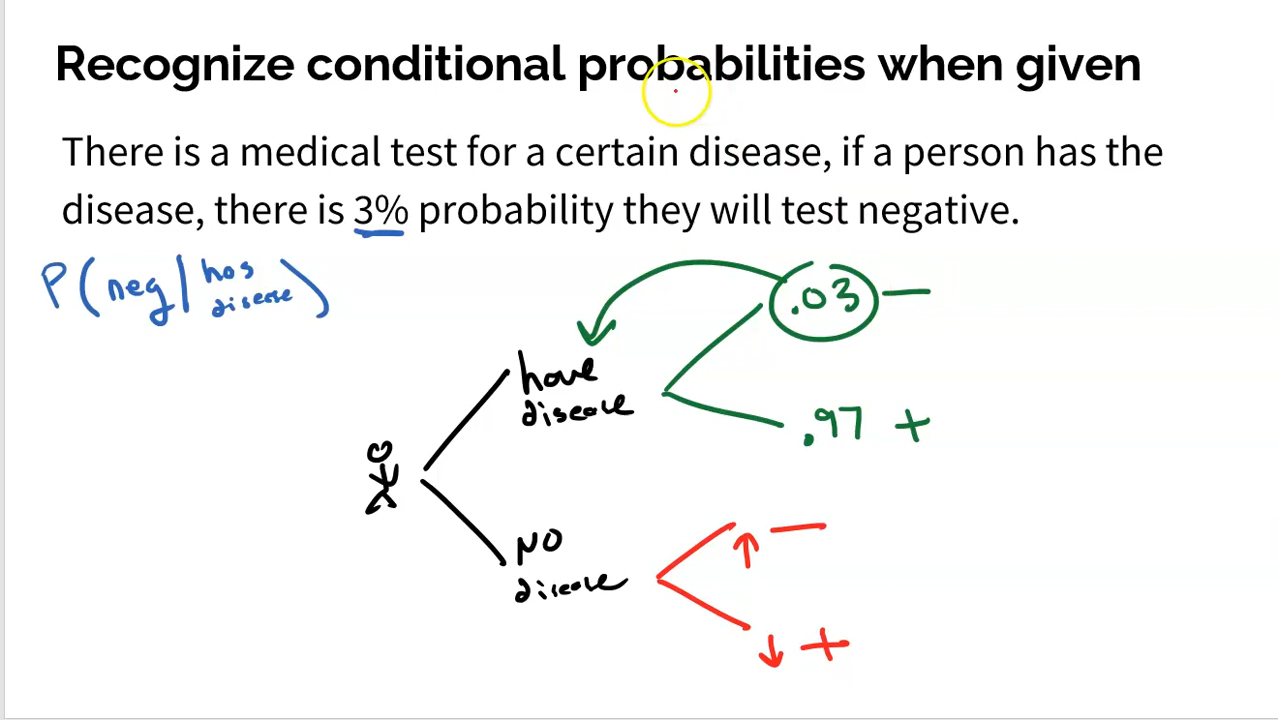 Recognize conditional probabilities when given
There is a medical test for a certain disease, if a person has the
disease, there is 3% probability they will test negative.
P(neg | has
disease)
.03 −
have
disease
.97 +
NO
disease
↑ −
↓ +